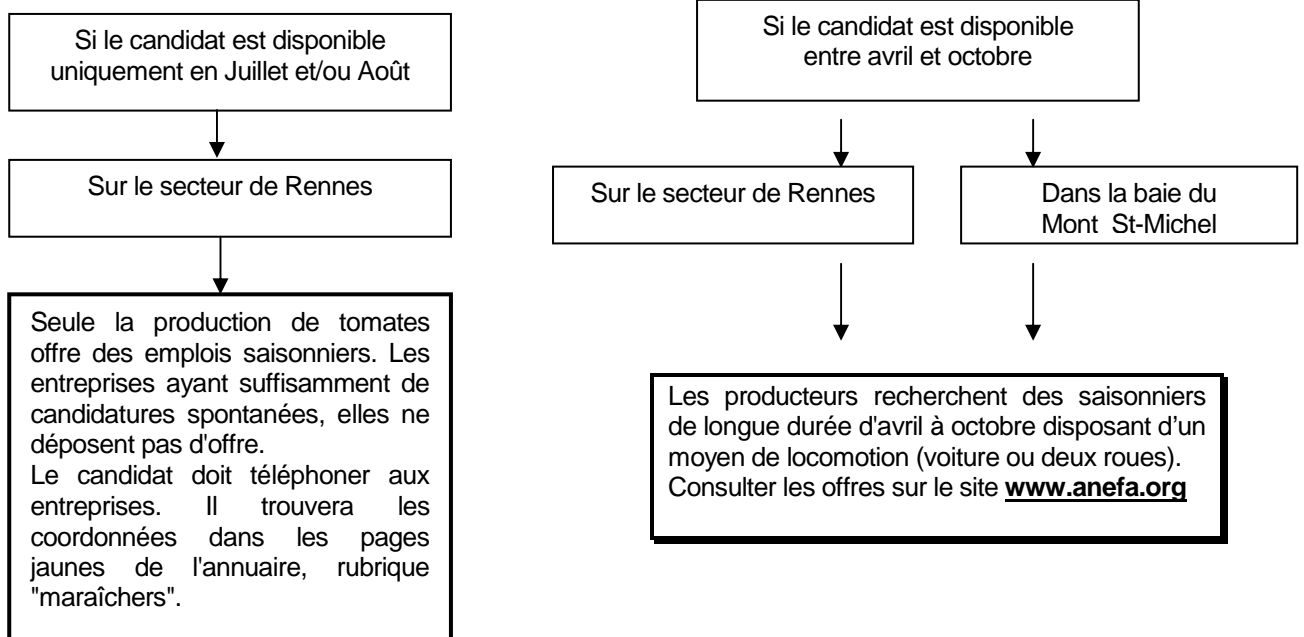 Si le candidat est disponible
uniquement en Juillet et/ou Août
Sur le secteur de Rennes
Seule la production de tomates
offre des emplois saisonniers. Les
entreprises ayant suffisamment de
candidatures spontanées, elles ne
déposent pas d'offre.
Le candidat doit téléphoner aux
entreprises. Il trouvera les
coordonnées dans les pages
jaunes de l'annuaire, rubrique
"maraîchers".
Si le candidat est disponible
entre avril et octobre
Sur le secteur de Rennes
Dans la baie du
Mont St-Michel
Les producteurs recherchent des saisonniers
de longue durée d'avril à octobre disposant d’un
moyen de locomotion (voiture ou deux roues).
Consulter les offres sur le site www.anefa.org